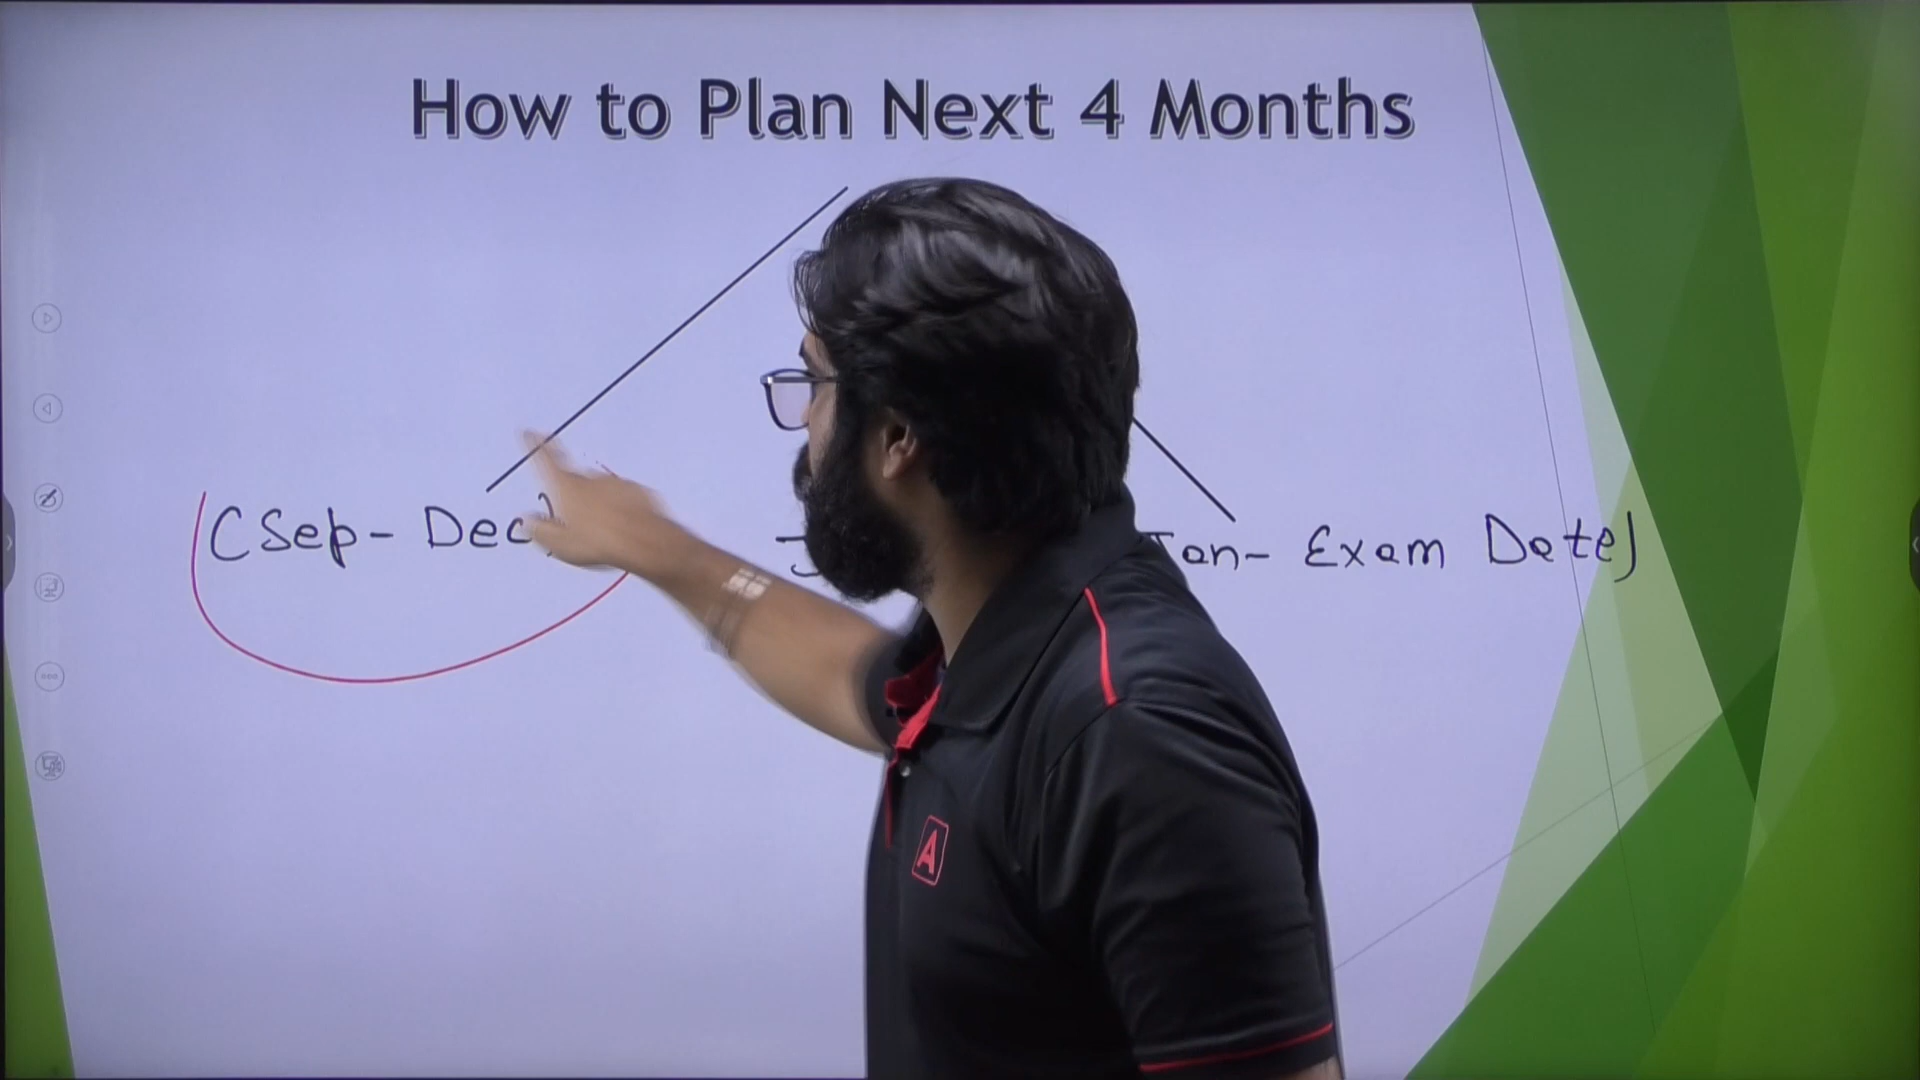 How to Plan Next 4 Months
(Sep- Dec)
Jan- Exam Date)
A